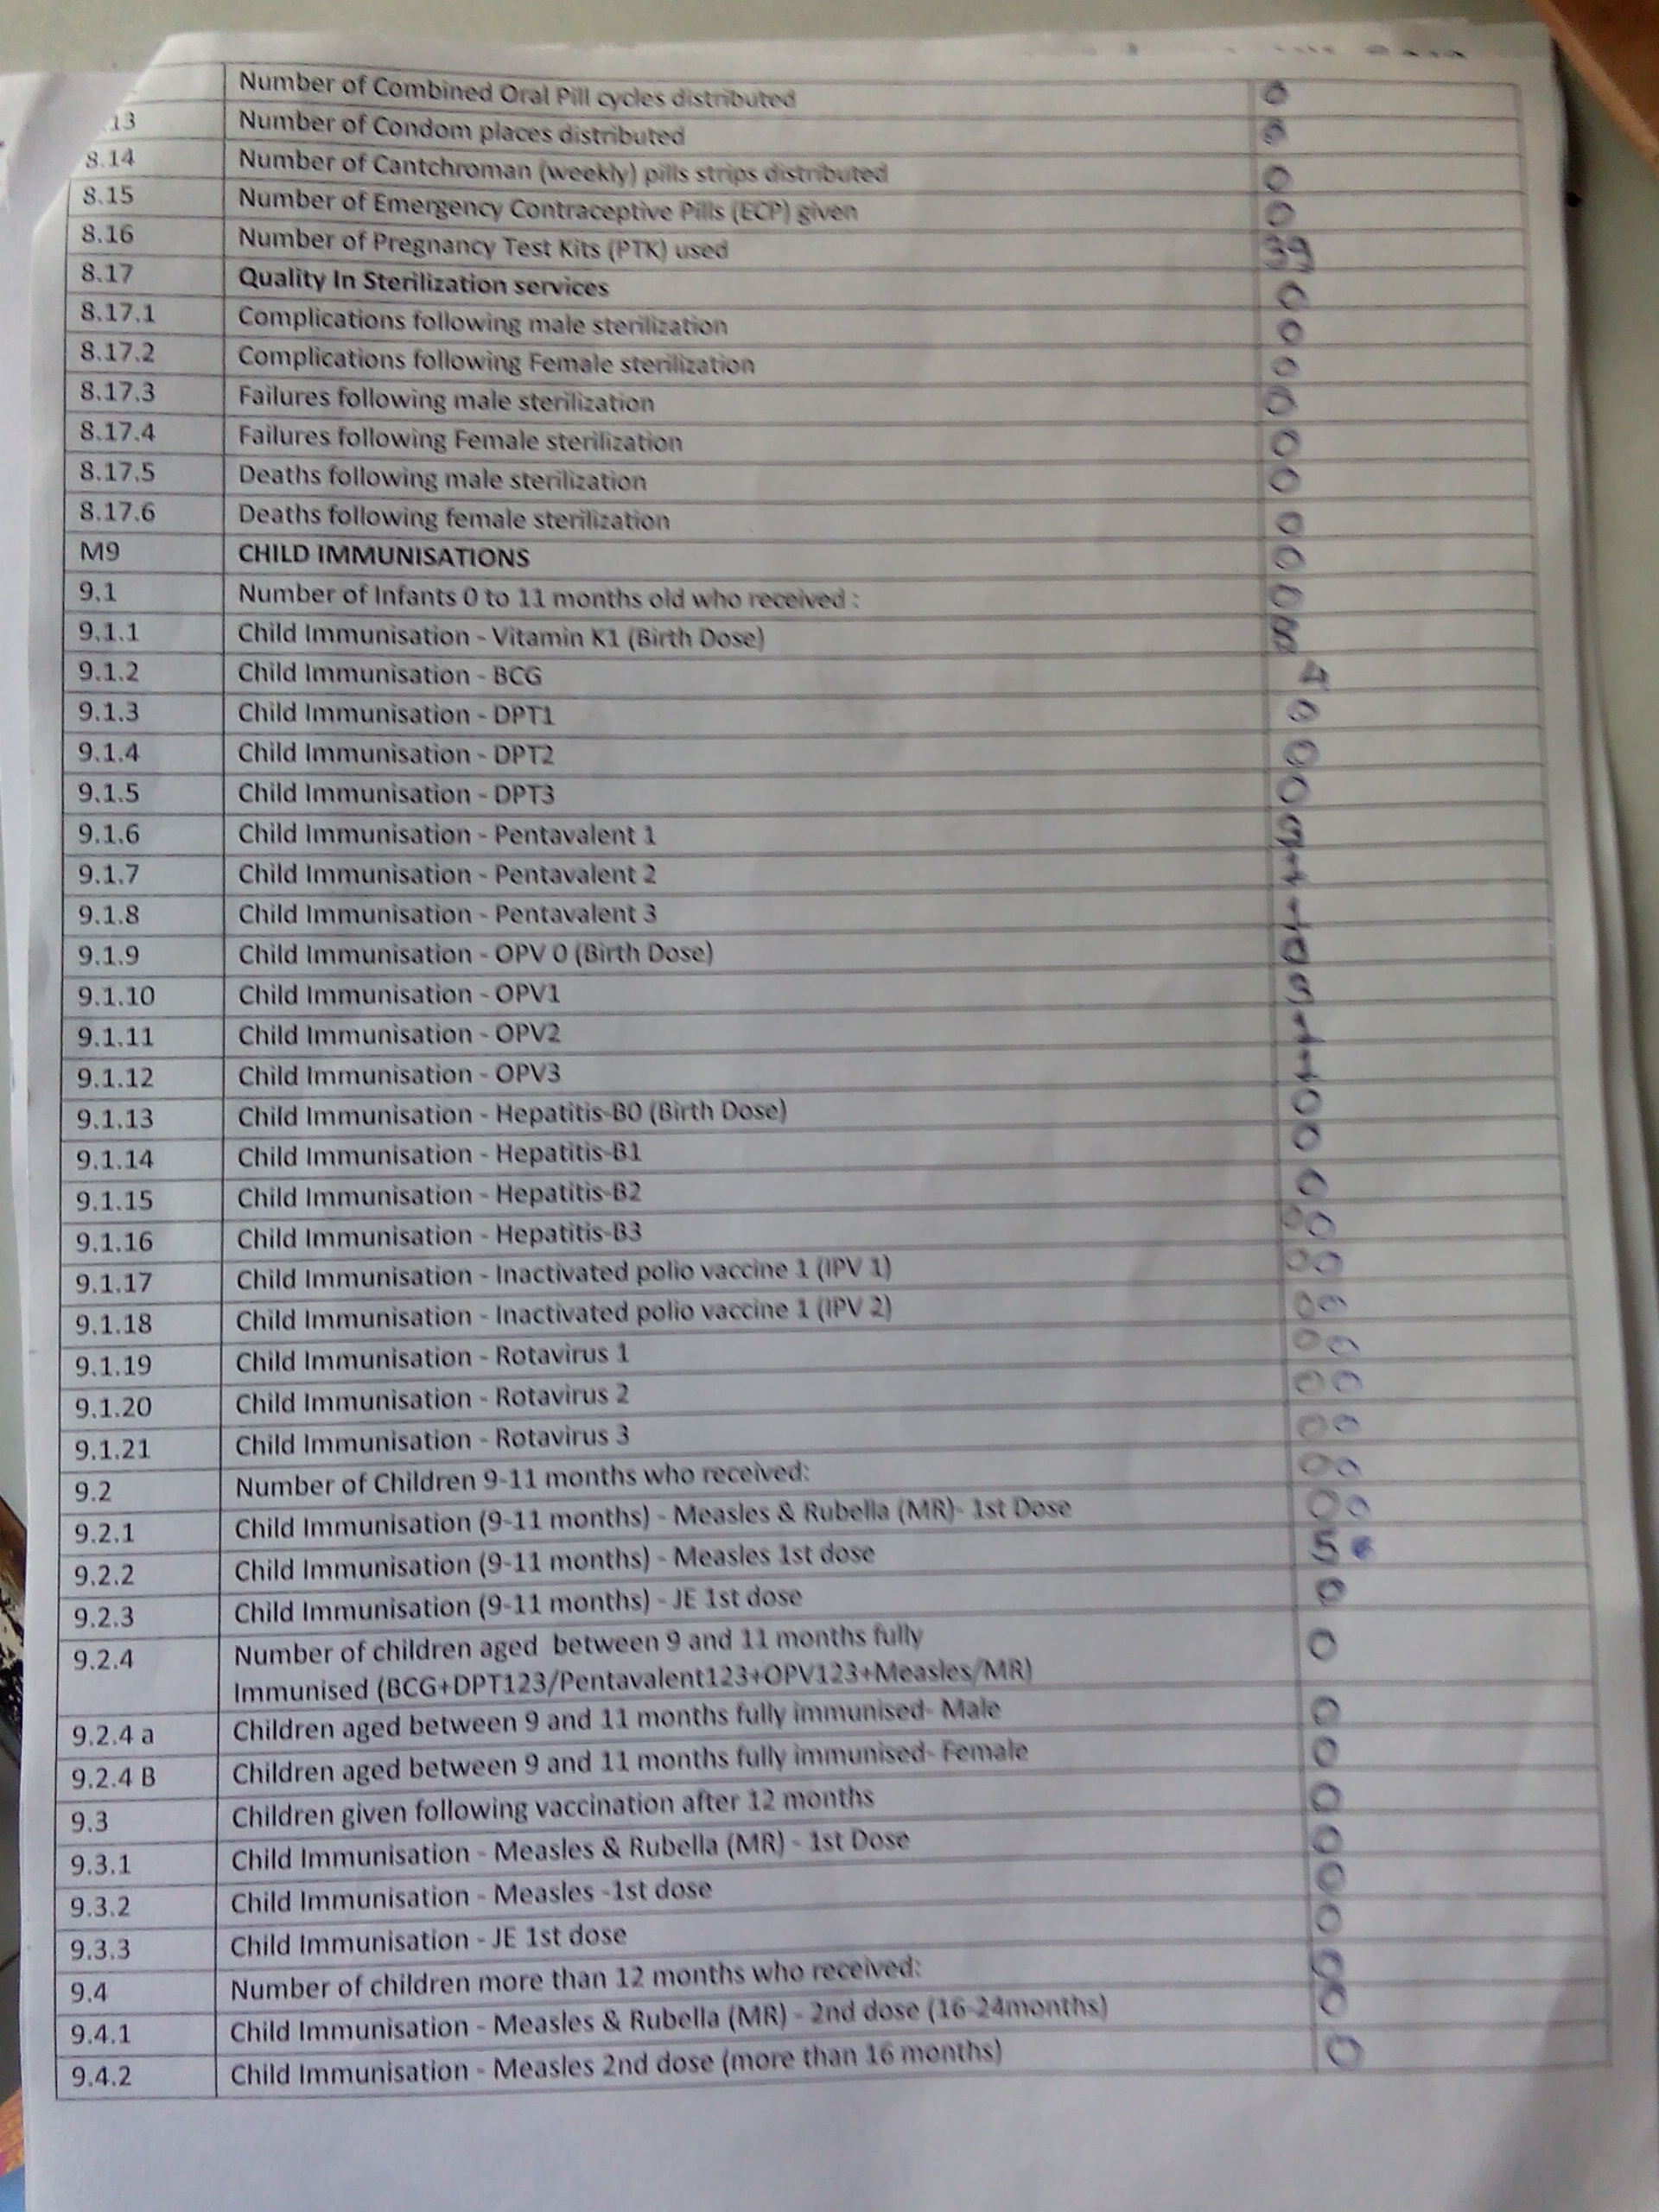 Number of Combined Oral Pill cycles distributed 0
13 Number of Condom places distributed 0
8.14 Number of Cantchroman (weekly) pills strips distributed 0
8.15 Number of Emergency Contraceptive Pills (ECP) given 0
8.16 Number of Pregnancy Test Kits (PTK) used 39
8.17 Quality In Sterilization services 0
8.17.1 Complications following male sterilization 0
8.17.2 Complications following Female sterilization 0
8.17.3 Failures following male sterilization 0
8.17.4 Failures following Female sterilization 0
8.17.5 Deaths following male sterilization 0
8.17.6 Deaths following female sterilization 0
M9 CHILD IMMUNISATIONS 0
9.1 Number of Infants 0 to 11 months old who received : 0
9.1.1 Child Immunisation - Vitamin K1 (Birth Dose)
9.1.2 Child Immunisation - BCG 4
9.1.3 Child Immunisation - DPT1 0
9.1.4 Child Immunisation - DPT2 0
9.1.5 Child Immunisation - DPT3 0
9.1.6 Child Immunisation - Pentavalent 1
9.1.7 Child Immunisation - Pentavalent 2
9.1.8 Child Immunisation - Pentavalent 3
9.1.9 Child Immunisation - OPV 0 (Birth Dose) 0
9.1.10 Child Immunisation - OPV1
9.1.11 Child Immunisation - OPV2
9.1.12 Child Immunisation - OPV3
9.1.13 Child Immunisation - Hepatitis-B0 (Birth Dose) 0
9.1.14 Child Immunisation - Hepatitis-B1 0
9.1.15 Child Immunisation - Hepatitis-B2 0
9.1.16 Child Immunisation - Hepatitis-B3 0 0
9.1.17 Child Immunisation - Inactivated polio vaccine 1 (IPV 1) 0 0
9.1.18 Child Immunisation - Inactivated polio vaccine 1 (IPV 2) 0 0
9.1.19 Child Immunisation - Rotavirus 1 0 0
9.1.20 Child Immunisation - Rotavirus 2 0 0
9.1.21 Child Immunisation - Rotavirus 3 0 0
9.2 Number of Children 9-11 months who received: 0 0
9.2.1 Child Immunisation (9-11 months) - Measles & Rubella (MR)- 1st Dose 0 0
9.2.2 Child Immunisation (9-11 months) - Measles 1st dose 5
9.2.3 Child Immunisation (9-11 months) - JE 1st dose 0
9.2.4 Number of children aged between 9 and 11 months fully 0
Immunised (BCG+DPT123/Pentavalent123+OPV123+Measles/MR)
9.2.4 a Children aged between 9 and 11 months fully immunised- Male 0
9.2.4 B Children aged between 9 and 11 months fully immunised- Female 0
9.3 Children given following vaccination after 12 months 0
9.3.1 Child Immunisation - Measles & Rubella (MR) - 1st Dose 0
9.3.2 Child Immunisation - Measles -1st dose 0
9.3.3 Child Immunisation - JE 1st dose 0
9.4 Number of children more than 12 months who received: 0
9.4.1 Child Immunisation - Measles & Rubella (MR) - 2nd dose (16-24months) 0
9.4.2 Child Immunisation - Measles 2nd dose (more than 16 months) 0